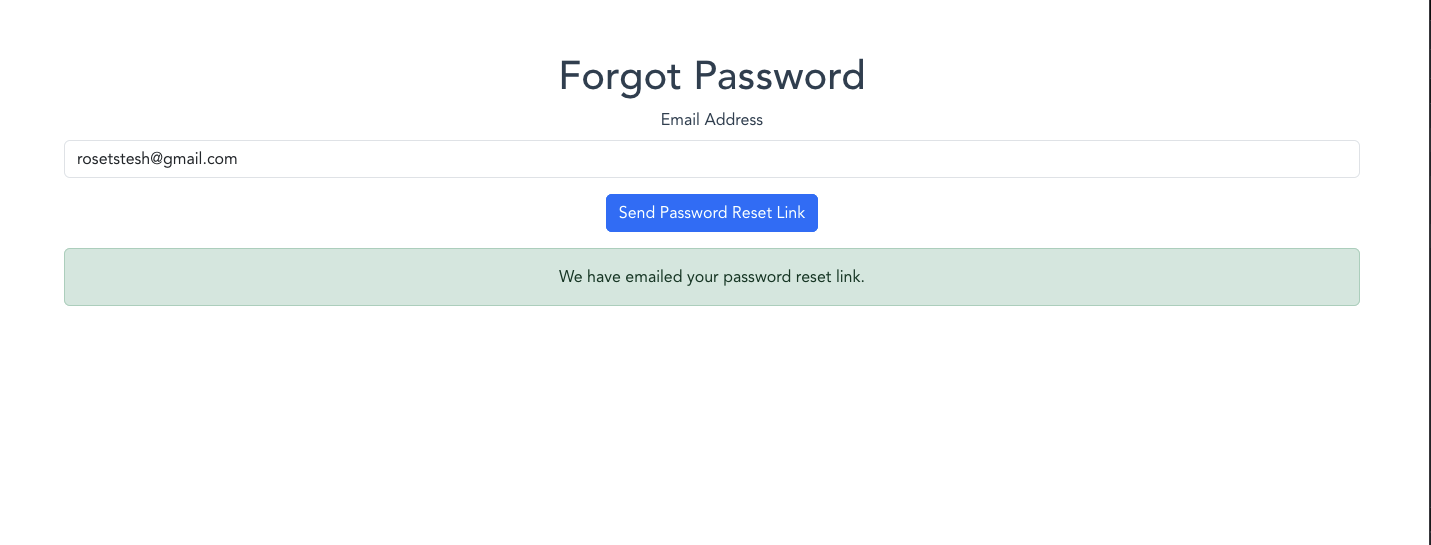 Forgot Password
Email Address
rosetstesh@gmail.com
Send Password Reset Link
We have emailed your password reset link.